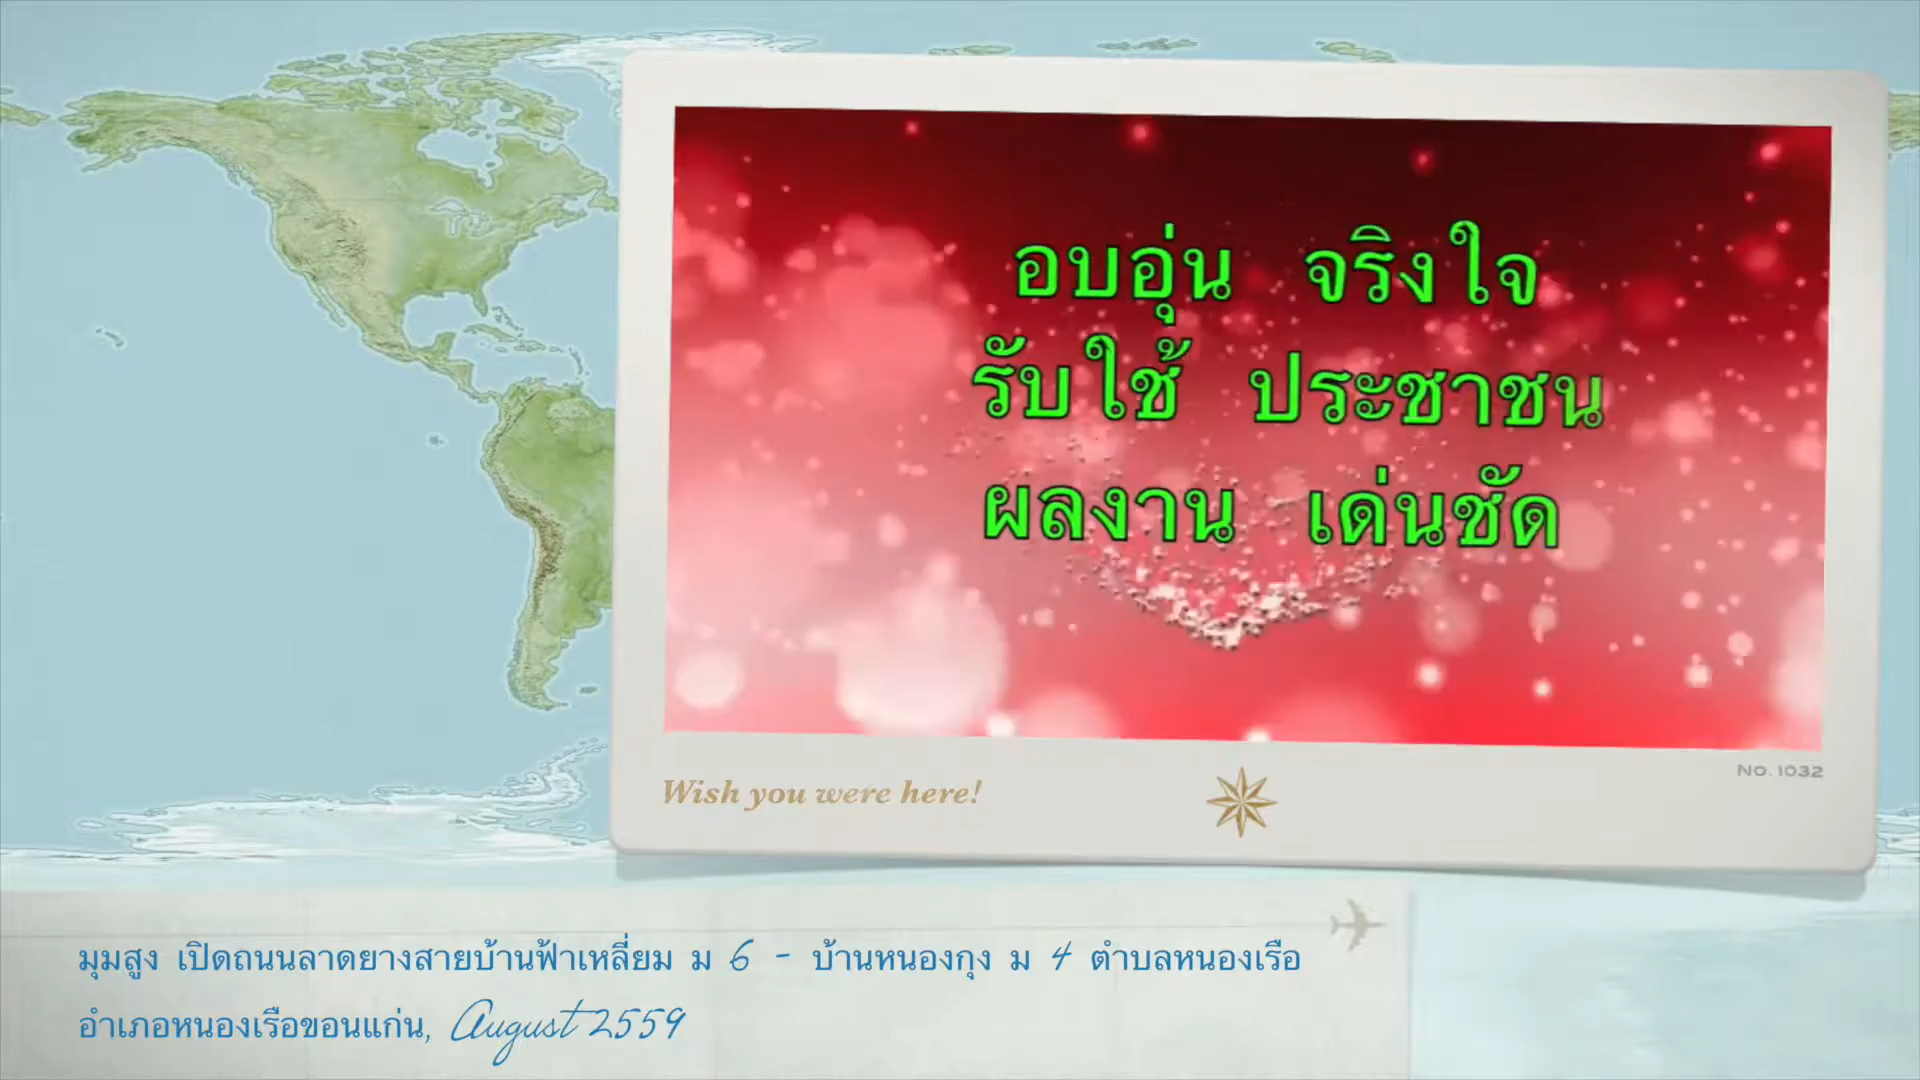 อบอุ่น จริงใจ
รับใช้ ประชาชน
ผลงาน เด่นชัด
Wish you were here!
NO. 1032
มุมสูง เปิดถนนลาดยางสายบ้านฟ้าเหลี่ยม ม 6 - บ้านหนองกุง ม 4 ตำบลหนองเรือ
อำเภอหนองเรือขอนแก่น, August 2559